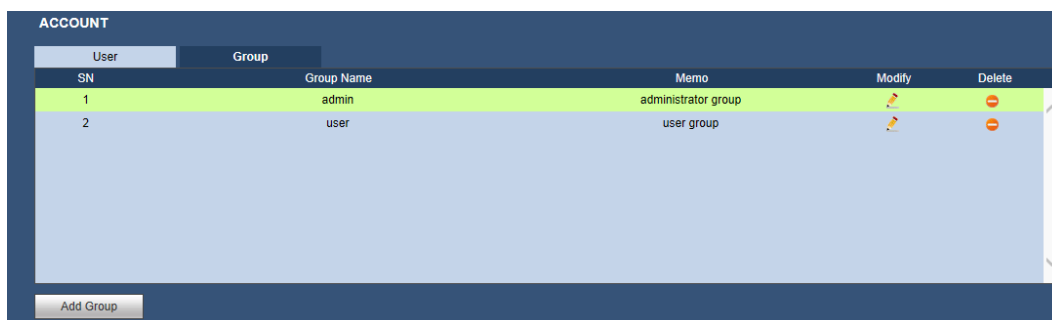 ACCOUNT
User Group
SN Group Name Memo Modify Delete
1 admin administrator group
2 user user group
Add Group